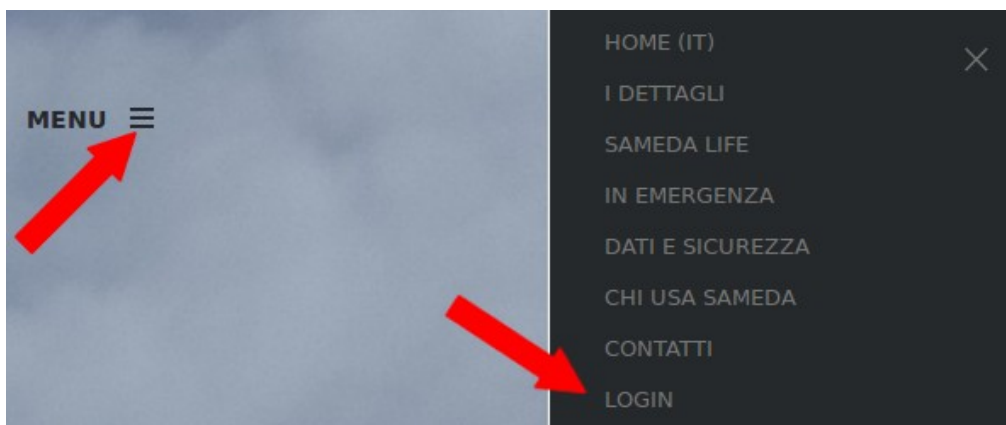 MENU
HOME (IT)
I DETTAGLI
SAMEDA LIFE
IN EMERGENZA
DATI E SICUREZZA
CHI USA SAMEDA
CONTATTI
LOGIN